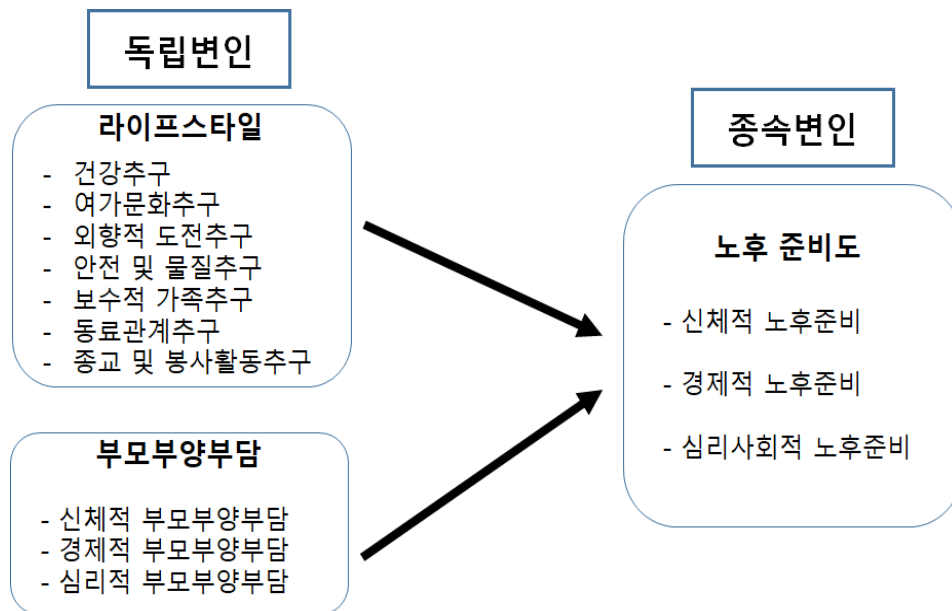 독립변인
라이프스타일
- 건강추구
- 여가문화추구
- 외향적 도전추구
- 안전 및 물질추구
- 보수적 가족추구
- 동료관계추구
- 종교 및 봉사활동추구
부모부양부담
- 신체적 부모부양부담
- 경제적 부모부양부담
- 심리적 부모부양부담
종속변인
노후 준비도
- 신체적 노후준비
- 경제적 노후준비
- 심리사회적 노후준비